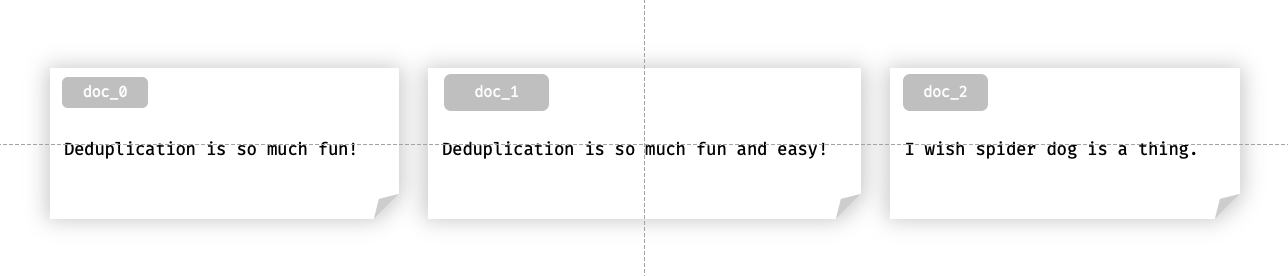 doc_0
Deduplication is so much fun!
doc_1
Deduplication is so much fun and easy!
doc_2
I wish spider dog is a thing.